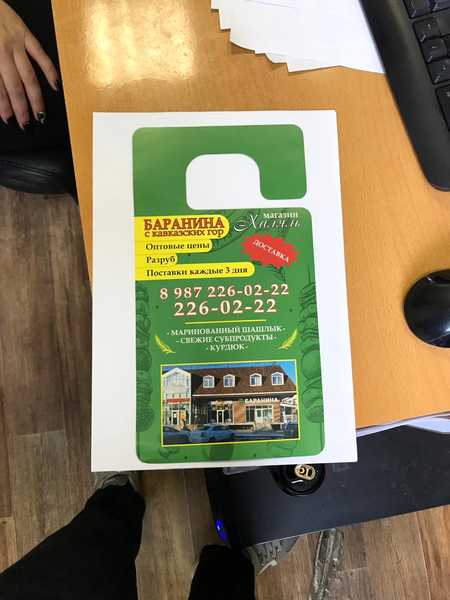 БАРАНИНА
С КАВКАЗСКИХ ГОР
магазин
Халяль
Оптовые цены
Разруб
Поставки каждые 3 дня
ДОСТАВКА
8 987 226-02-22
226-02-22
- МАРИНОВАННЫЙ ШАШЛЫК -
- СВЕЖИЕ СУБПРОДУКТЫ -
- КУРДЮК -
БАРАНИНА